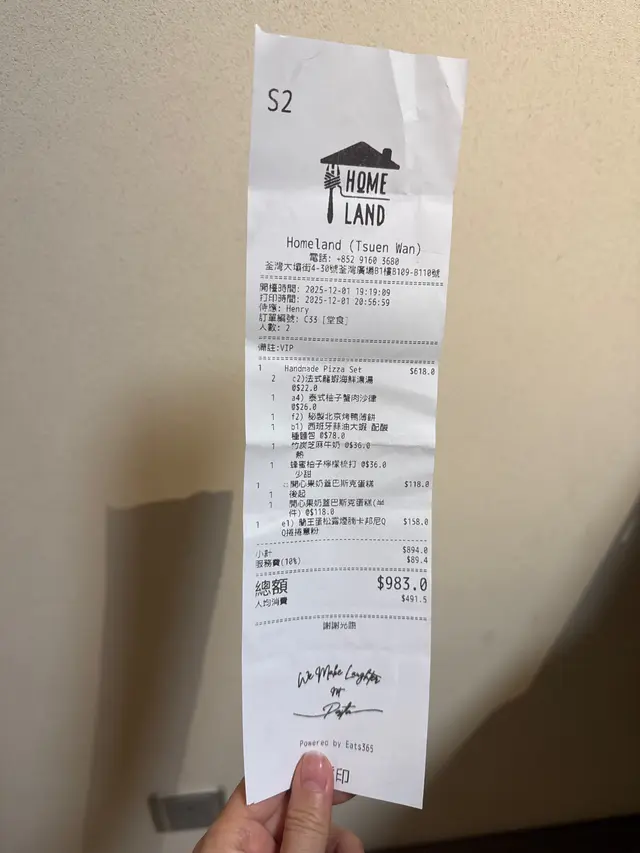 S2
HOME
LAND
Homeland (Tsuen Wan)
電話: +852 9160 3680
荃灣大壩街4-30號荃灣廣場B1樓B109-B110號
開檯時間: 2025-12-01 19:19:09
打印時間: 2025-12-01 20:56:59
侍應: Henry
訂單編號: C33 [堂食]
人數: 2
備註:VIP
1 Handmade Pizza Set $618.0
2 c2)法式龍蝦海鮮濃湯
@$22.0
1 a4) 泰式柚子蟹肉沙律
@$26.0
1 f2) 秘製北京烤鴨薄餅
1 b1) 西班牙蒜油大蝦 配酸
種麵包 @$78.0
1 竹炭芝麻牛奶 @$36.0
熱
1 蜂蜜柚子檸檬梳打 @$36.0
少甜
1 開心果奶蓋巴斯克蛋糕 $118.0
1 後起
1 開心果奶蓋巴斯克蛋糕(
件) @$118.0
1 e1) 蘭王蛋松露煙肺卡邦尼Q $158.0
Q捲捲意粉
小計 $894.0
服務費(10%) $89.4
總額 $983.0
人均消費 $491.5
謝謝光臨
We Make Laughter
Not
Pasta
Powered by Eats365
印